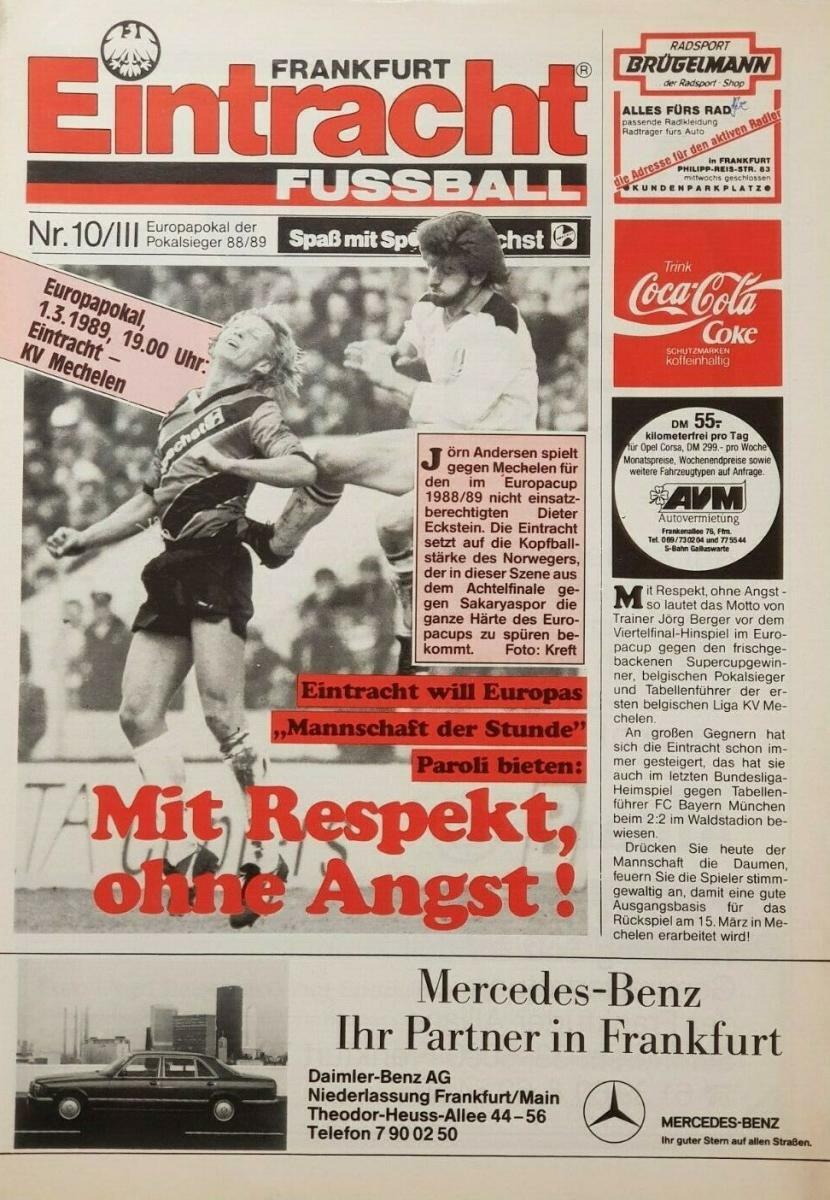 FRANKFURT
Eintracht®
FUSSBALL
Nr. 10/III
Europapokal der
Pokalsieger 88/89
Spaß mit Sp
chst
Europapokal,
1.3.1989, 19.00 Uhr:
Eintracht –
KV Mechelen
Jörn Andersen spielt
gegen Mechelen für
den im Europacup
1988/89 nicht einsatz-
berechtigten Dieter
Eckstein. Die Eintracht
setzt auf die Kopfball-
stärke des Norwegers,
der in dieser Szene aus
dem Achtelfinale ge-
gen Sakaryaspor die
ganze Härte des Euro-
pacups zu spüren be-
kommt. Foto: Kreft
Eintracht will Europas
„Mannschaft der Stunde”
Paroli bieten:
Mit Respekt,
ohne Angst!
RADSPORT
BRÜGELMANN
der Radsport-Shop
ALLES FÜRS RAD
passende Radlkleidung
Radträger fürs Auto
die Adresse für den aktiven Radler
in FRANKFURT
PHILIPP-REIS-STR. 63
mittwochs geschlossen
●KUNDENPARKPLATZ●
Trink
Coca-Cola
Coke
SCHUTZMARKEN
koffeinhaltig
DM 55,-
kilometerfrei pro Tag
für Opel Corsa, DM 299.- pro Woche
Monatspreise, Wochenendpreise sowie
weitere Fahrzeugtypen auf Anfrage.
AVM
Autovermietung
Frankenallee 76, Ffm.
Tel. 069/730204 und 775544
S-Bahn Galluswarte
Mit Respekt, ohne Angst -
so lautet das Motto von
Trainer Jörg Berger vor dem
Viertelfinal-Hinspiel im Euro-
pacup gegen den frischge-
backenen Supercupgewin-
ner, belgischen Pokalsieger
und Tabellenführer der er-
sten belgischen Liga KV Me-
chelen.
An großen Gegnern hat
sich die Eintracht schon im-
mer gesteigert, das hat sie
auch im letzten Bundesliga-
Heimspiel gegen Tabellen-
führer FC Bayern München
beim 2:2 im Waldstadion be-
wiesen.
Drücken Sie heute der
Mannschaft die Daumen,
feuern Sie die Spieler stimm-
gewaltig an, damit eine gute
Ausgangsbasis für das
Rückspiel am 15. März in Me-
chelen erarbeitet wird!
Mercedes-Benz
Ihr Partner in Frankfurt
Daimler-Benz AG
Niederlassung Frankfurt/Main
Theodor-Heuss-Allee 44–56
Telefon 7 90 02 50
MERCEDES-BENZ
Ihr guter Stern auf allen Straßen.